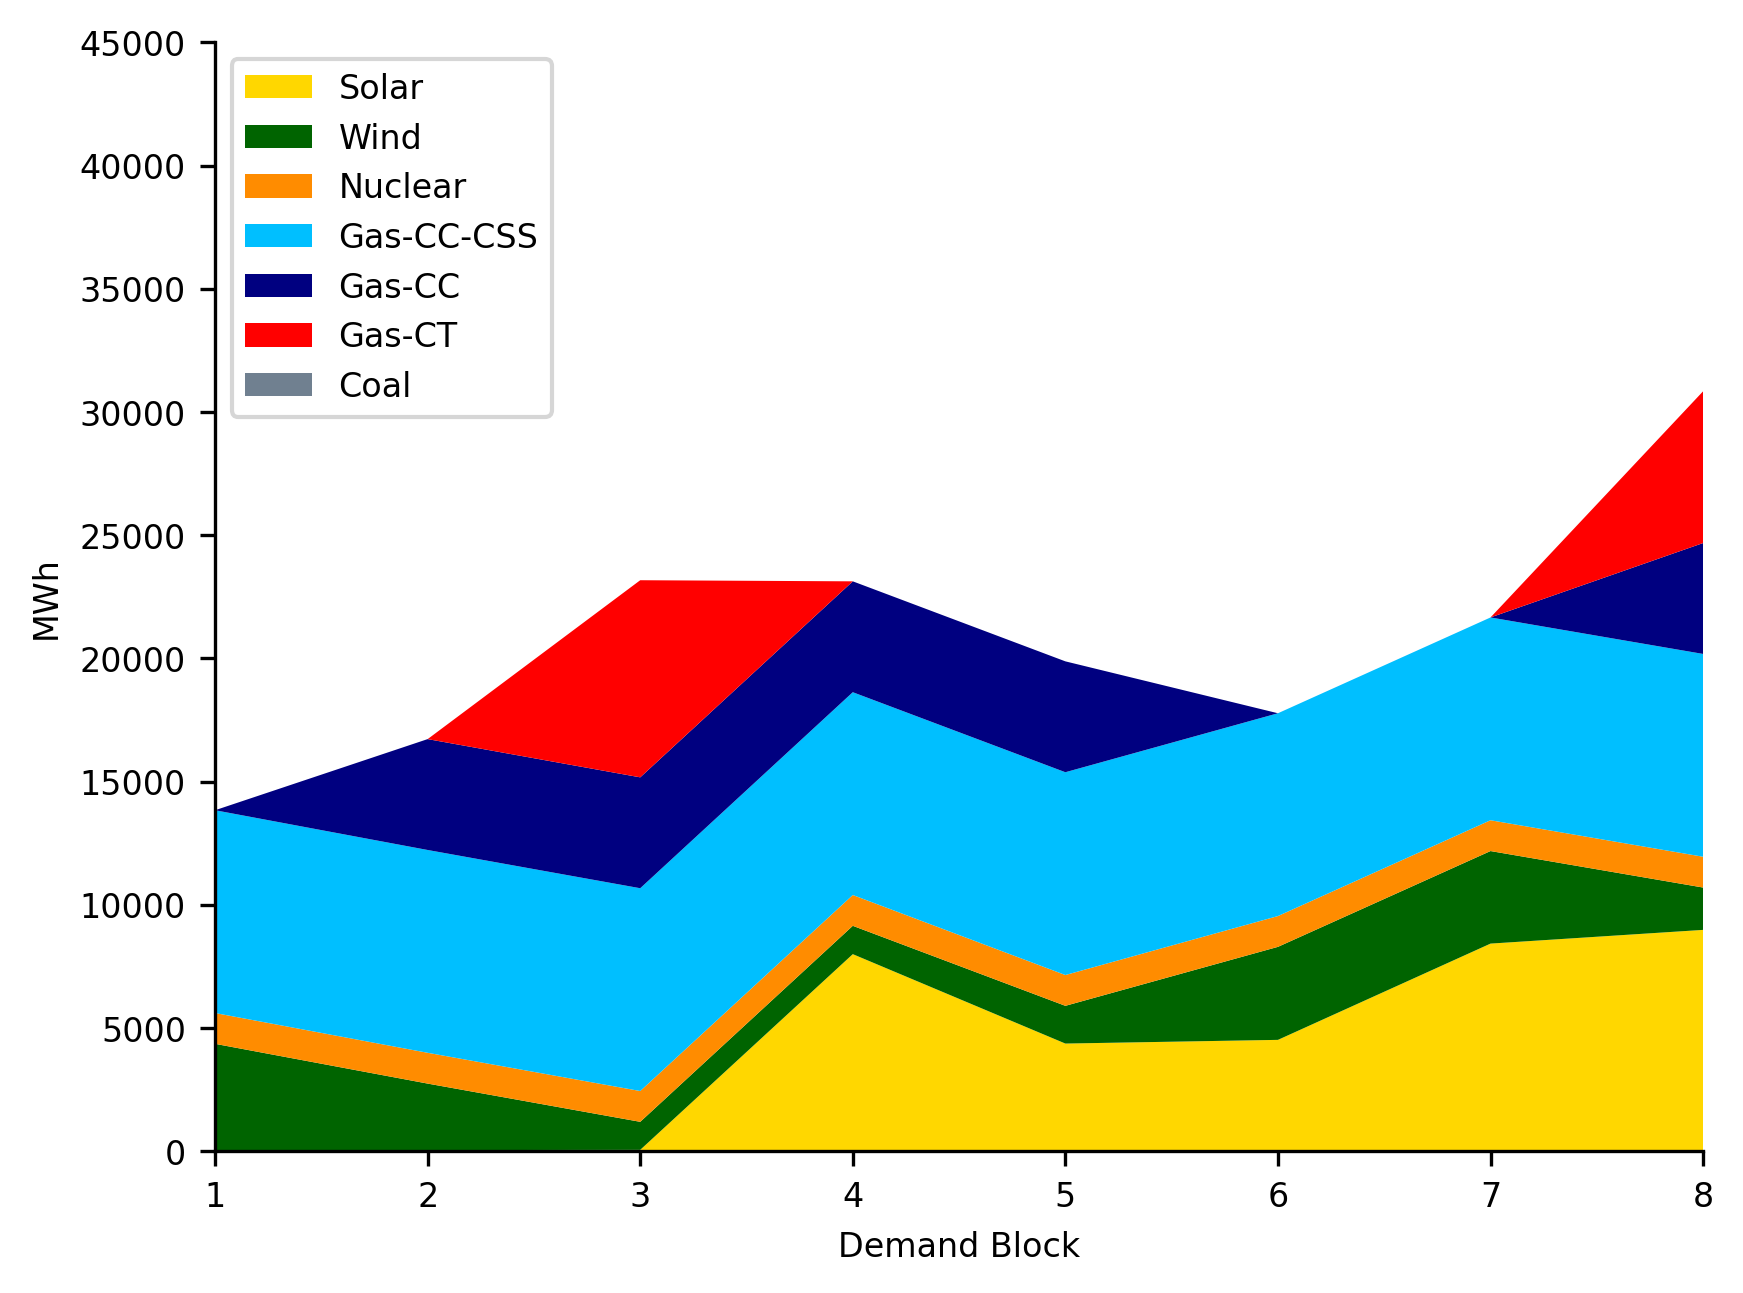 45000
40000
35000
30000
25000
20000
15000
10000
5000
0
MWh
Solar
Wind
Nuclear
Gas-CC-CSS
Gas-CC
Gas-CT
Coal
1 2 3 4 5 6 7 8
Demand Block